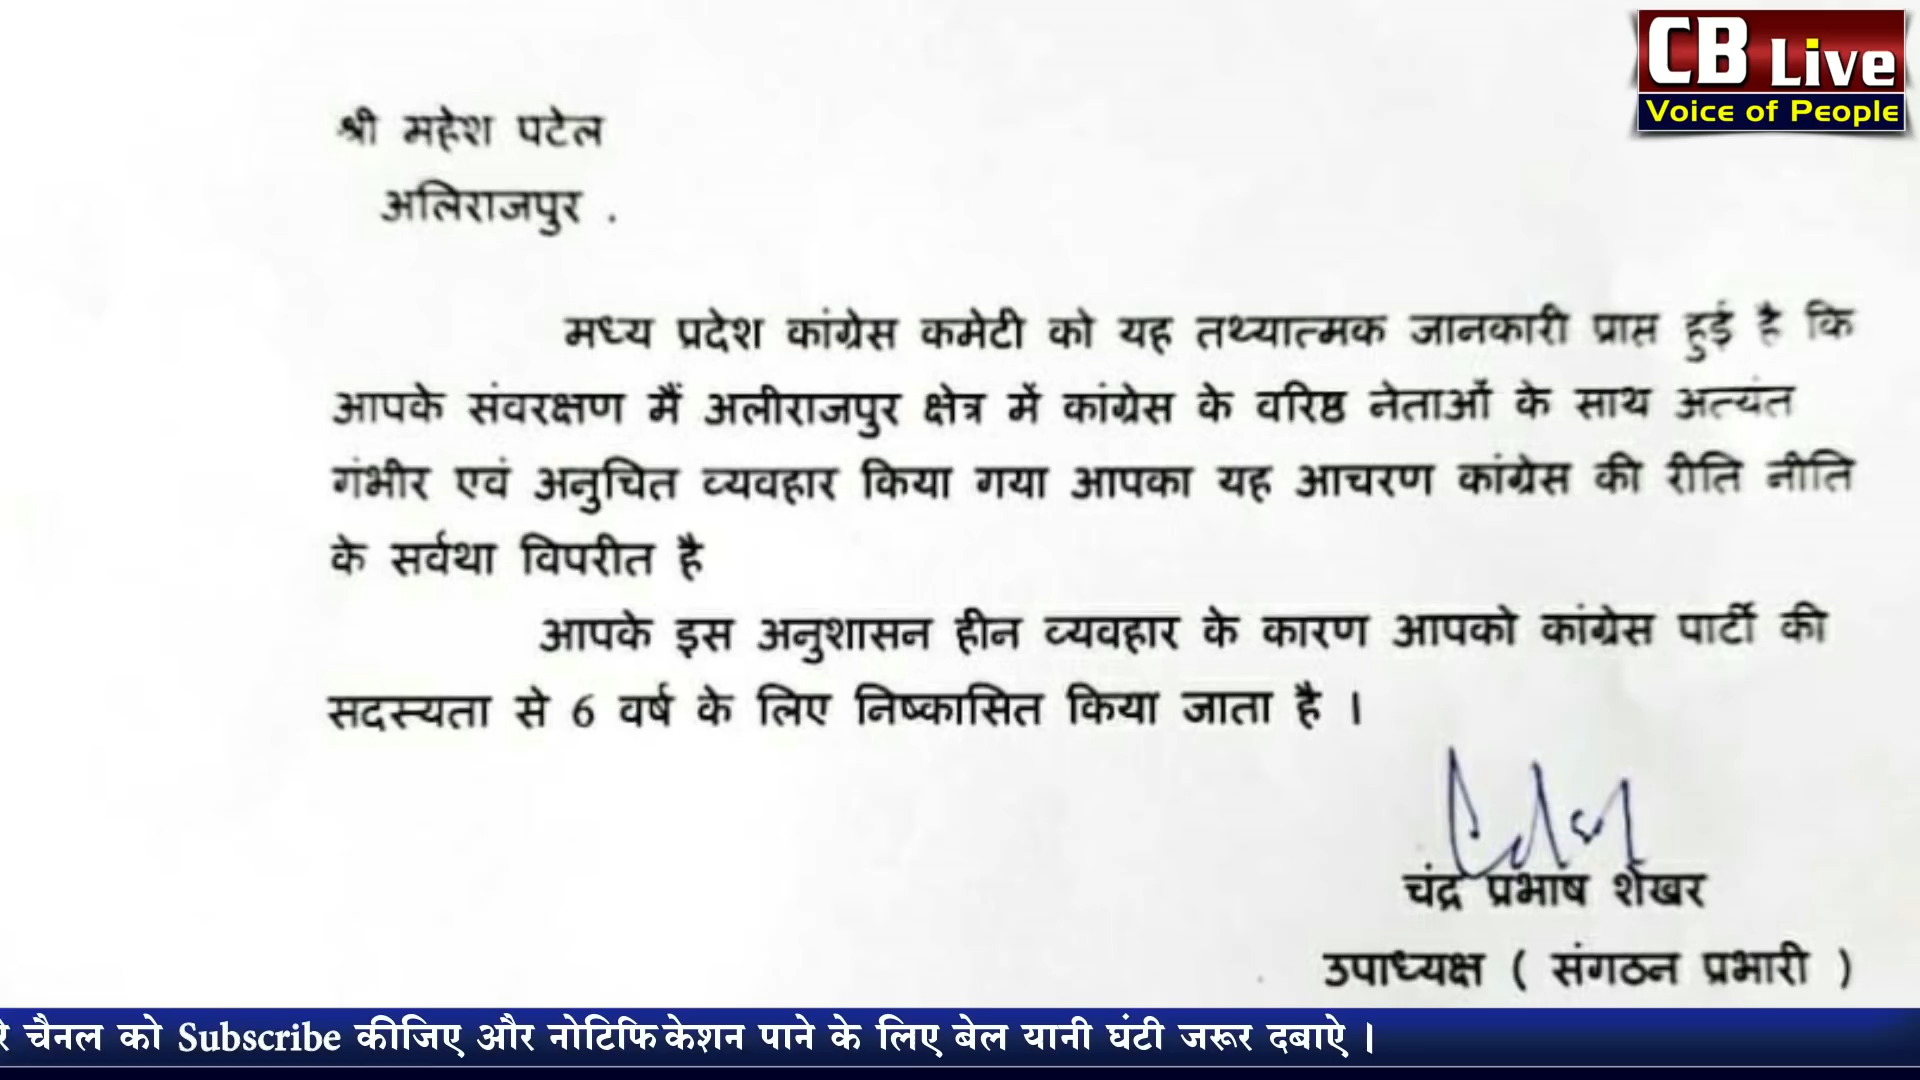 CB Live
Voice of People
श्री महेश पटेल
अलिराजपुर .
मध्य प्रदेश कांग्रेस कमेटी को यह तथ्यात्मक जानकारी प्राप्त हुई है कि
आपके संवरक्षण मैं अलीराजपुर क्षेत्र में कांग्रेस के वरिष्ठ नेताओं के साथ अत्यंत
गंभीर एवं अनुचित व्यवहार किया गया आपका यह आचरण कांग्रेस की रीति नीति
के सर्वथा विपरीत है
आपके इस अनुशासन हीन व्यवहार के कारण आपको कांग्रेस पार्टी की
सदस्यता से 6 वर्ष के लिए निष्कासित किया जाता है ।
चंद्र प्रभाष शेखर
उपाध्यक्ष ( संगठन प्रभारी )
चैनल को Subscribe कीजिए और नोटिफिकेशन पाने के लिए बेल यानी घंटी जरूर दबाऐ ।